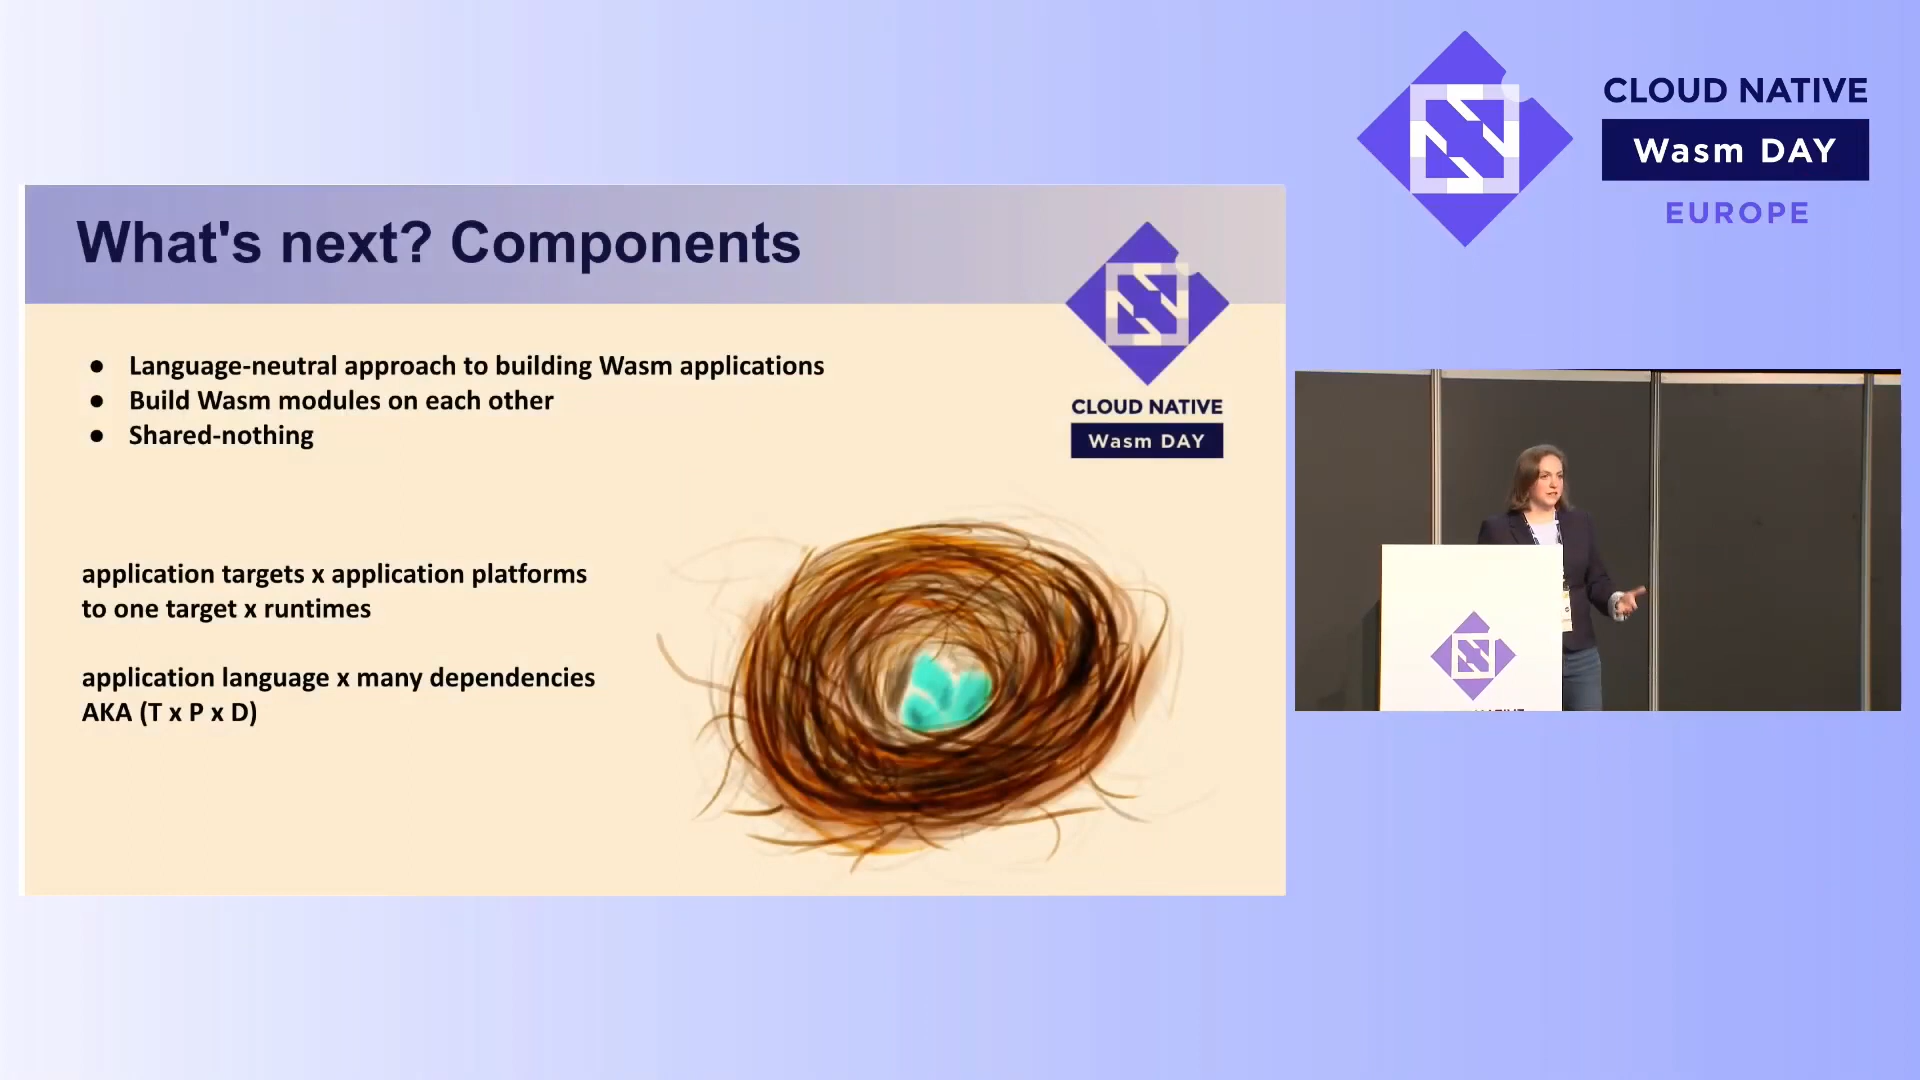 CLOUD NATIVE
Wasm DAY
EUROPE
What's next? Components
● Language-neutral approach to building Wasm applications
● Build Wasm modules on each other
● Shared-nothing
CLOUD NATIVE
Wasm DAY
application targets x application platforms
to one target x runtimes
application language x many dependencies
AKA (T x P x D)